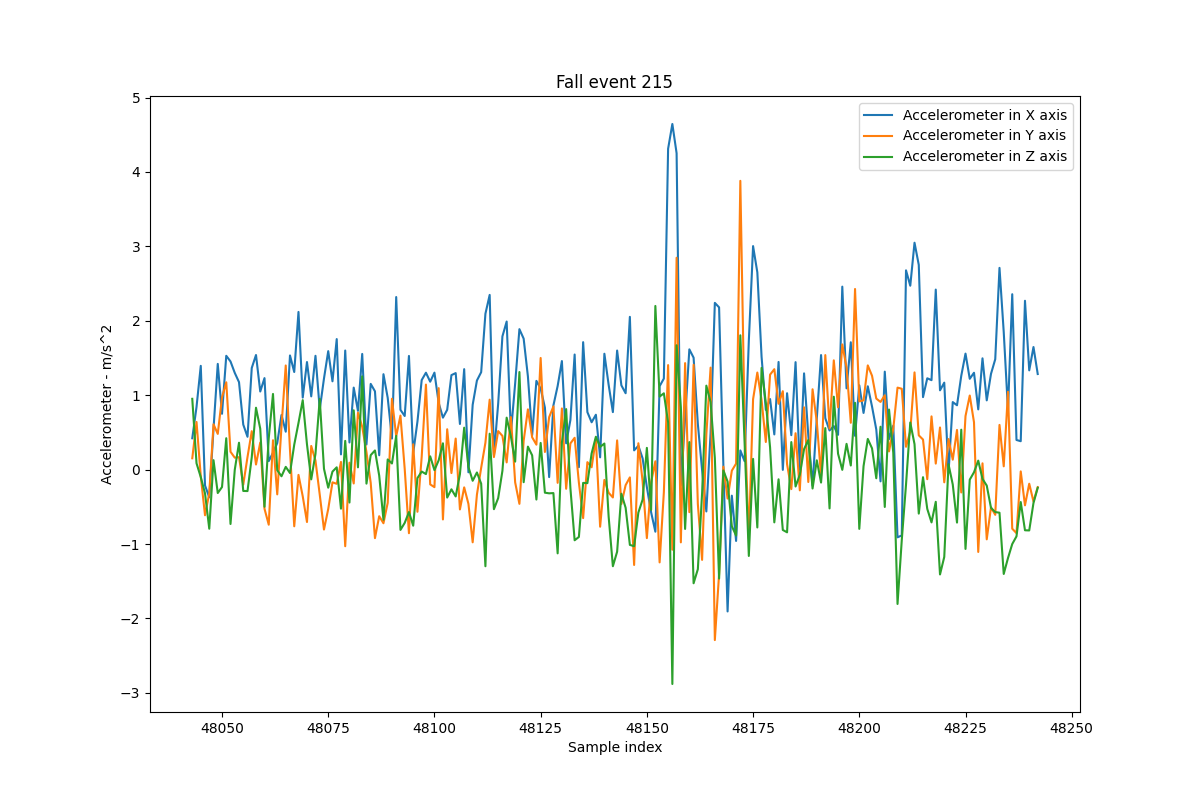 Fall event 215
Accelerometer in X axis
Accelerometer in Y axis
Accelerometer in Z axis
Accelerometer - m/s^2
5
4
3
2
1
0
−1
−2
−3
48050 48075 48100 48125 48150 48175 48200 48225 48250
Sample index